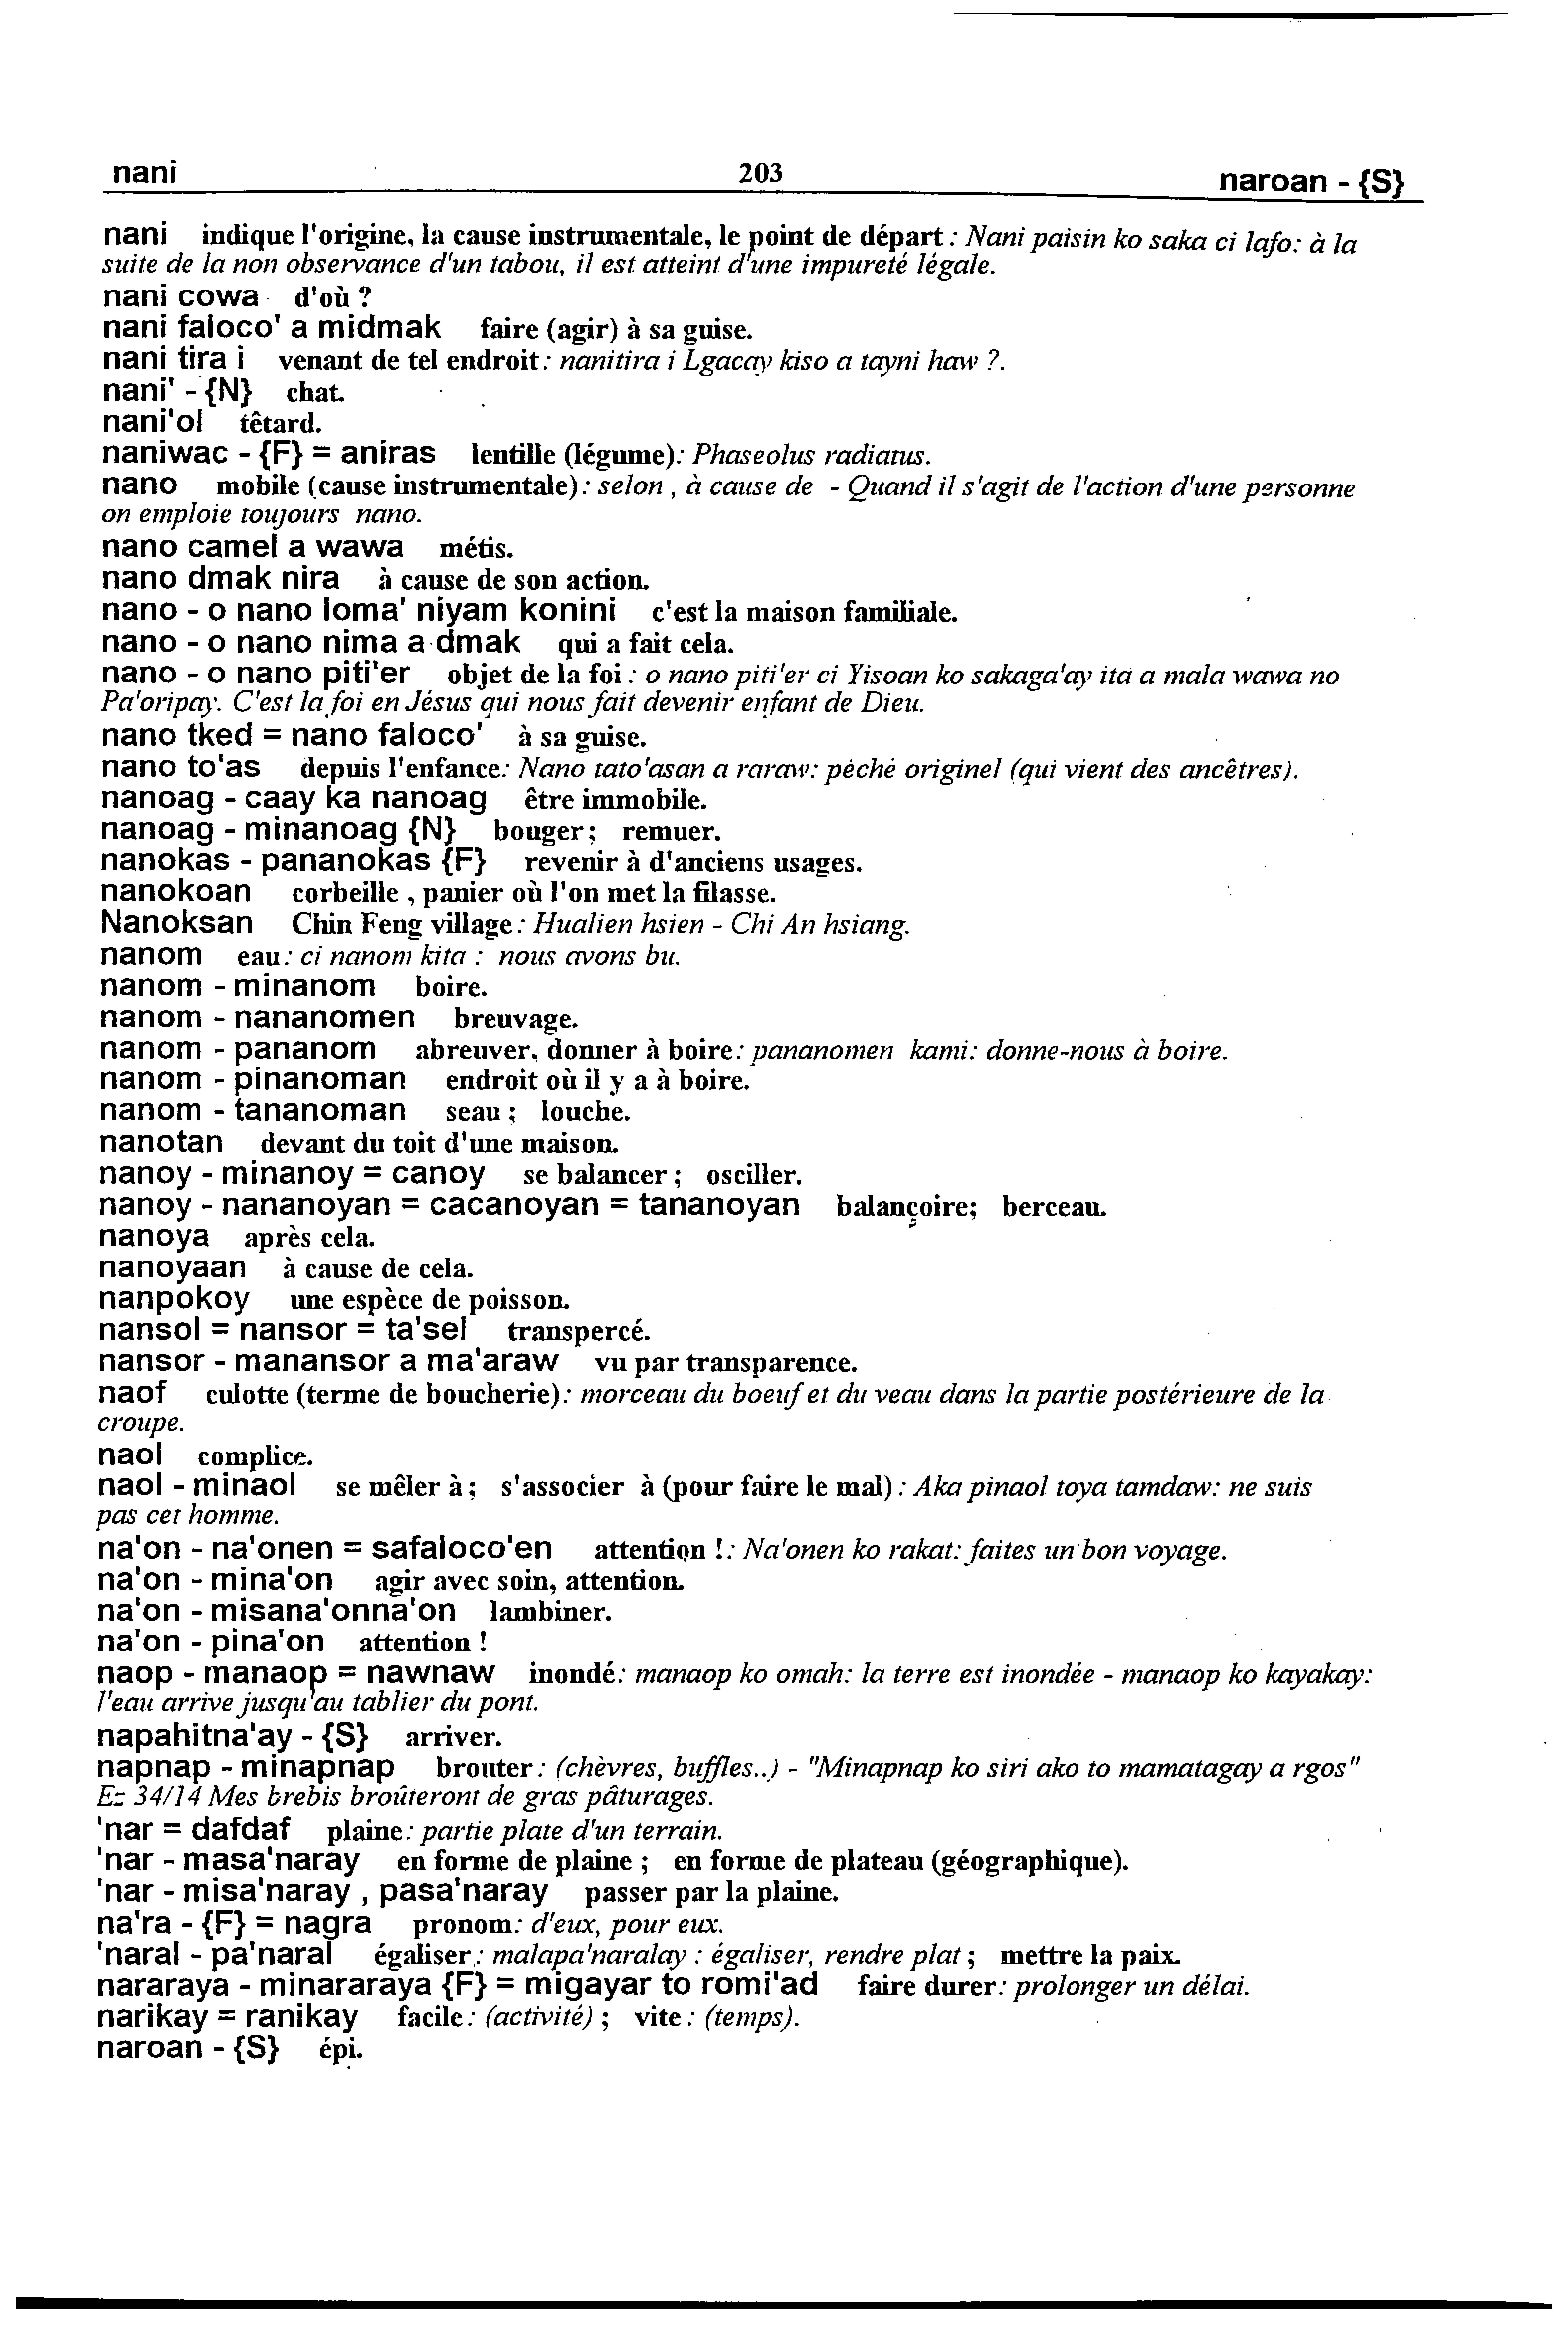 nani 203 naroan - {S}
nani indique l'origine, la cause instrumentale, le point de départ : Nani paisin ko saka ci lafo: à la
suite de la non observance d'un tabou, il est atteint d'une impureté légale.
nani cowa d'où ?
nani faloco' a midmak faire (agir) à sa guise.
nani tira i venant de tel endroit : nanitira i Lgacay kiso a tayni haw ?.
nani' - {N} chat.
nani'ol têtard.
naniwac - {F} = aniras lentille (légume): Phaseolus radiatus.
nano mobile (cause instrumentale) : selon , à cause de - Quand il s'agit de l'action d'une personne
on emploie toujours nano.
nano camel a wawa métis.
nano dmak nira à cause de son action.
nano - o nano loma' niyam konini c'est la maison familiale.
nano - o nano nima a dmak qui a fait cela.
nano - o nano piti'er objet de la foi : o nano piti'er ci Yisoan ko sakaga'ay ita a mala wawa no
Pa'oripay. C'est la foi en Jésus qui nous fait devenir enfant de Dieu.
nano tked = nano faloco' à sa guise.
nano to'as depuis l'enfance: Nano tato'asan a raraw: péché originel (qui vient des ancêtres).
nanoag - caay ka nanoag être immobile.
nanoag - minanoag {N} bouger ; remuer.
nanokas - pananokas {F} revenir à d'anciens usages.
nanokoan corbeille , panier où l'on met la filasse.
Nanoksan Chin Feng village : Hualien hsien - Chi An hsiang.
nanom eau : ci nanom kita : nous avons bu.
nanom - minanom boire.
nanom - nananomen breuvage.
nanom - pananom abreuver, donner à boire : pananomen kami: donne-nous à boire.
nanom - pinanoman endroit où il y a à boire.
nanom - tananoman seau ; louche.
nanotan devant du toit d'une maison.
nanoy - minanoy = canoy se balancer ; osciller.
nanoy - nananoyan = cacanoyan = tananoyan balançoire; berceau.
nanoya après cela.
nanoyaan à cause de cela.
nanpokoy une espèce de poisson.
nansol = nansor = ta'sel transpercé.
nansor - manansor a ma'araw vu par transparence.
naof culotte (terme de boucherie) : morceau du boeuf et du veau dans la partie postérieure de la
croupe.
naol complice.
naol - minaol se mêler à ; s'associer à (pour faire le mal) : Aka pinaol toya tamdaw: ne suis
pas cet homme.
na'on - na'onen = safaloco'en attention !: Na'onen ko rakat: faites un bon voyage.
na'on - mina'on agir avec soin, attention.
na'on - misana'onna'on lambiner.
na'on - pina'on attention !
naop - manaop = nawnaw inondé: manaop ko omah: la terre est inondée - manaop ko kayakay:
l'eau arrive jusqu'au tablier du pont.
napahitna'ay - {S} arriver.
napnap - minapnap brouter : (chèvres, buffles..) - "Minapnap ko siri ako to mamatagay a rgos"
Ez 34/14 Mes brebis broûteront de gras pâturages.
'nar = dafdaf plaine: partie plate d'un terrain.
'nar - masa'naray en forme de plaine ; en forme de plateau (géographique).
'nar - misa'naray , pasa'naray passer par la plaine.
na'ra - {F} = nagra pronom: d'eux, pour eux.
'naral - pa'naral égaliser : malapa'naralay : égaliser, rendre plat ; mettre la paix.
nararaya - minararaya {F} = migayar to romi'ad faire durer : prolonger un délai.
narikay = ranikay facile : (activité) ; vite : (temps).
naroan - {S} épi.